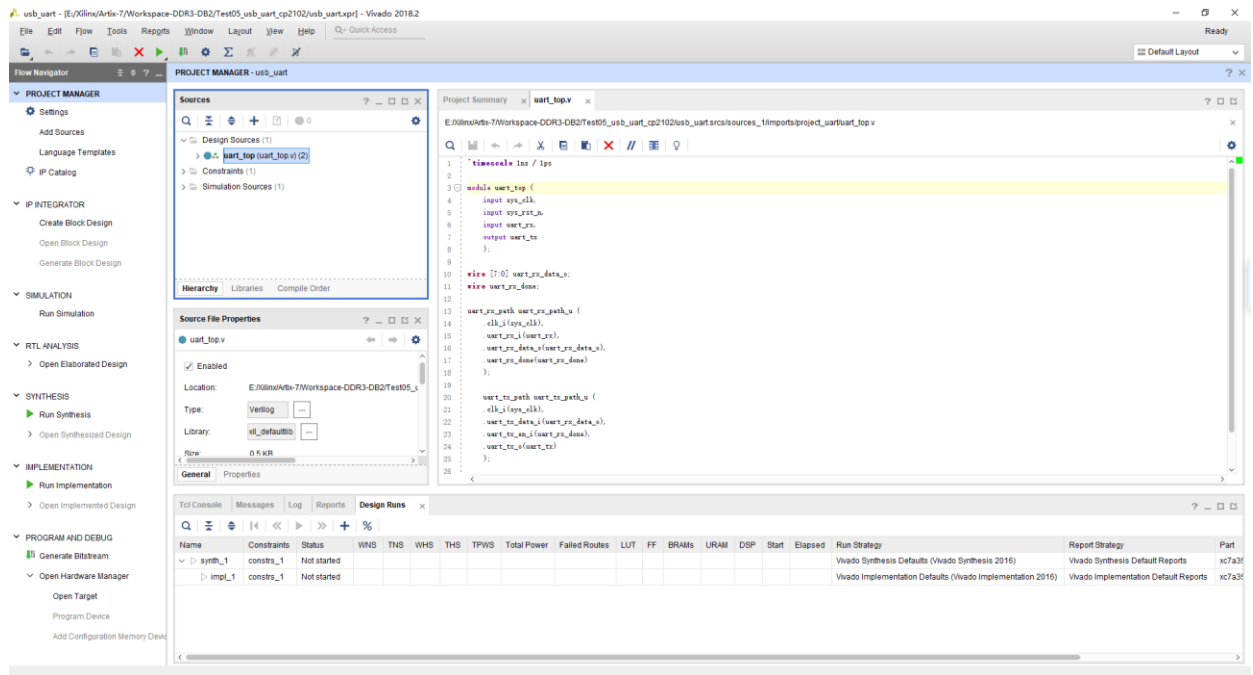 usb_uart - [E:/Xilinx/Artix-7/Workspace-DDR3-DB2/Test05_usb_uart_cp2102/usb_uart.xpr] - Vivado 2018.2
File Edit Flow Tools Reports Window Layout View Help Quick Access
Ready
Default Layout
Flow Navigator
PROJECT MANAGER
Settings
Add Sources
Language Templates
IP Catalog
IP INTEGRATOR
Create Block Design
Open Block Design
Generate Block Design
SIMULATION
Run Simulation
RTL ANALYSIS
Open Elaborated Design
SYNTHESIS
Run Synthesis
Open Synthesized Design
IMPLEMENTATION
Run Implementation
Open Implemented Design
PROGRAM AND DEBUG
Generate Bitstream
Open Hardware Manager
Open Target
Program Device
Add Configuration Memory Devic
PROJECT MANAGER - usb_uart
Sources
0
Design Sources (1)
uart_top (uart_top.v) (2)
Constraints (1)
Simulation Sources (1)
Hierarchy Libraries Compile Order
Source File Properties
uart_top.v
Enabled
Location: E:/Xilinx/Artix-7/Workspace-DDR3-DB2/Test05_u
Type: Verilog
Library: xil_defaultlib
Size: 0.5 KB
General Properties
Project Summary uart_top.v
E:/Xilinx/Artix-7/Workspace-DDR3-DB2/Test05_usb_uart_cp2102/usb_uart.srcs/sources_1/imports/project_uart/uart_top.v
1 `timescale 1ns / 1ps
2
3 module uart_top (
4 input sys_clk,
5 input sys_rst_n,
6 input uart_rx,
7 output uart_tx
8 );
9
10 wire [7:0] uart_rx_data_o;
11 wire uart_rx_done;
12
13 uart_rx_path uart_rx_path_u (
14 .clk_i(sys_clk),
15 .uart_rx_i(uart_rx),
16 .uart_rx_data_o(uart_rx_data_o),
17 .uart_rx_done(uart_rx_done)
18 );
19
20 uart_tx_path uart_tx_path_u (
21 .clk_i(sys_clk),
22 .uart_tx_data_i(uart_rx_data_o),
23 .uart_tx_en_i(uart_rx_done),
24 .uart_tx_o(uart_tx)
25 );
26
Tcl Console Messages Log Reports Design Runs
Name Constraints Status WNS TNS WHS THS TPWS Total Power Failed Routes LUT FF BRAMs URAM DSP Start Elapsed Run Strategy Report Strategy Part
synth_1 constrs_1 Not started Vivado Synthesis Defaults (Vivado Synthesis 2016) Vivado Synthesis Default Reports xc7a35
impl_1 constrs_1 Not started Vivado Implementation Defaults (Vivado Implementation 2016) Vivado Implementation Default Reports xc7a35